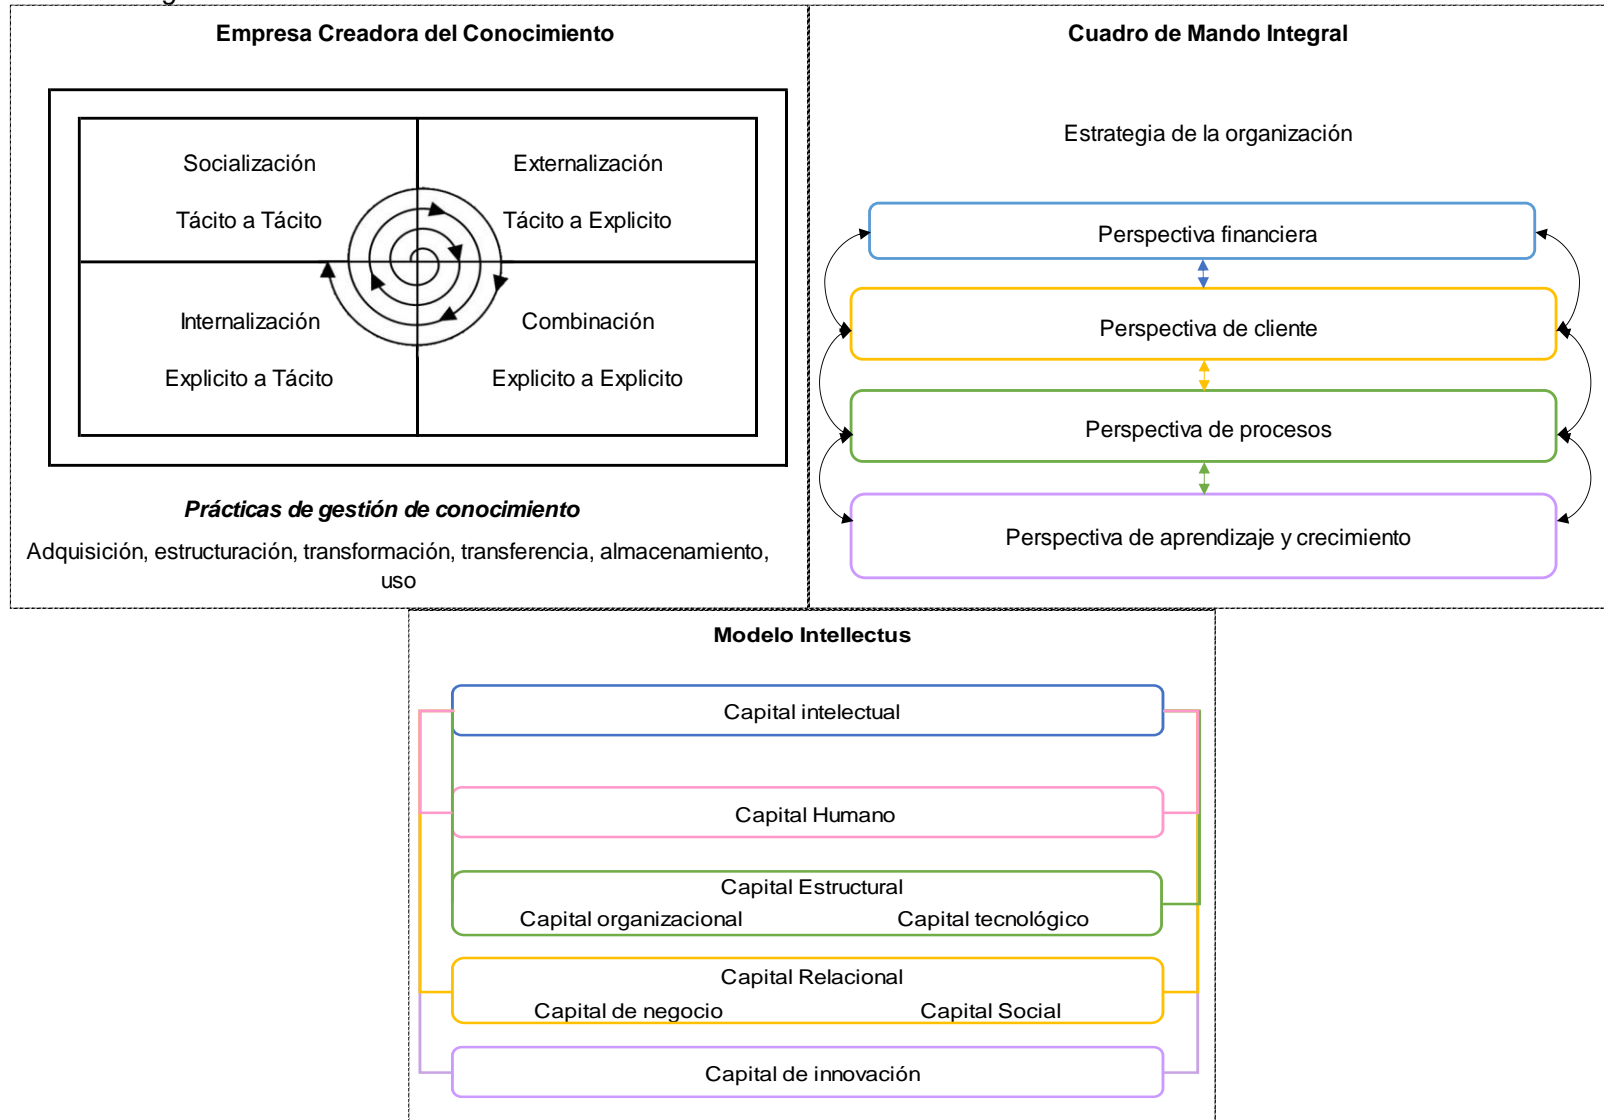 Empresa Creadora del Conocimiento
Socialización
Tácito a Tácito
Externalización
Tácito a Explicito
Internalización
Explicito a Tácito
Combinación
Explicito a Explicito
Prácticas de gestión de conocimiento
Adquisición, estructuración, transformación, transferencia, almacenamiento,
uso
Cuadro de Mando Integral
Estrategia de la organización
Perspectiva financiera
Perspectiva de cliente
Perspectiva de procesos
Perspectiva de aprendizaje y crecimiento
Modelo Intellectus
Capital intelectual
Capital Humano
Capital Estructural
Capital organizacional
Capital tecnológico
Capital Relacional
Capital de negocio
Capital Social
Capital de innovación